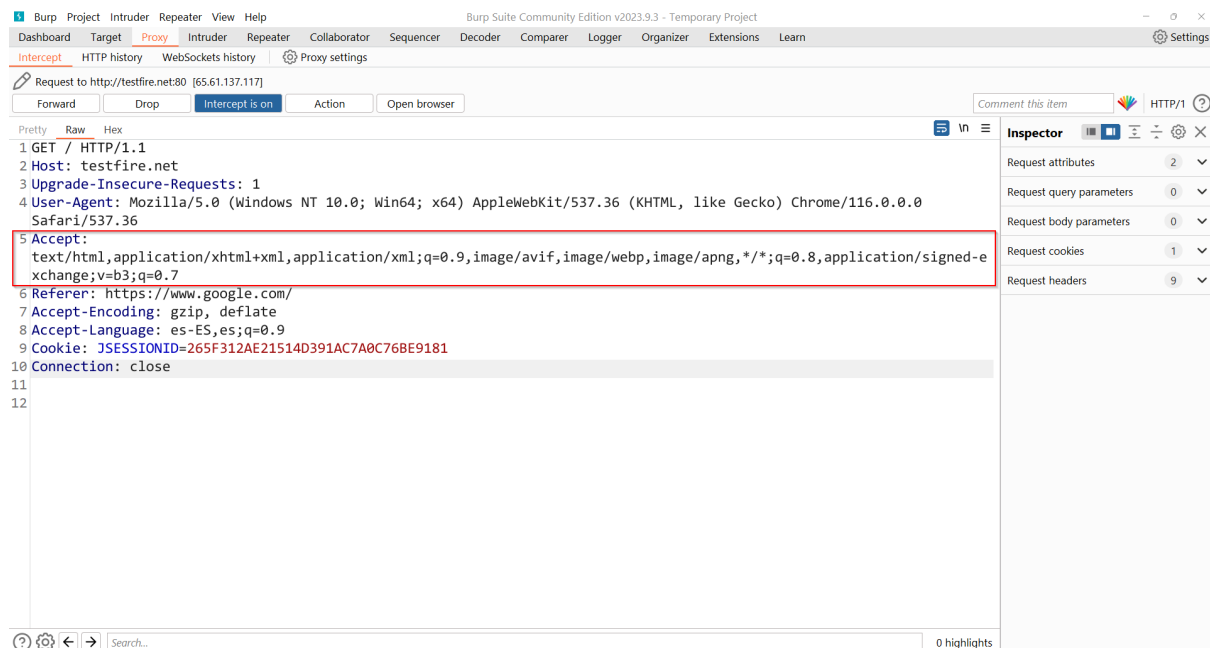 Burp Project Intruder Repeater View Help
Burp Suite Community Edition v2023.9.3 - Temporary Project
Dashboard Target Proxy Intruder Repeater Collaborator Sequencer Decoder Comparer Logger Organizer Extensions Learn
Settings
Intercept HTTP history WebSockets history Proxy settings
Request to http://testfire.net:80 [65.61.137.117]
Forward Drop Intercept is on Action Open browser
Comment this item
HTTP/1
Pretty Raw Hex
\n
1 GET / HTTP/1.1
2 Host: testfire.net
3 Upgrade-Insecure-Requests: 1
4 User-Agent: Mozilla/5.0 (Windows NT 10.0; Win64; x64) AppleWebKit/537.36 (KHTML, like Gecko) Chrome/116.0.0.0
Safari/537.36
5 Accept:
text/html,application/xhtml+xml,application/xml;q=0.9,image/avif,image/webp,image/apng,*/*;q=0.8,application/signed-e
xchange;v=b3;q=0.7
6 Referer: https://www.google.com/
7 Accept-Encoding: gzip, deflate
8 Accept-Language: es-ES,es;q=0.9
9 Cookie: JSESSIONID=265F312AE21514D391AC7A0C76BE9181
10 Connection: close
11
12
Inspector
Request attributes 2
Request query parameters 0
Request body parameters 0
Request cookies 1
Request headers 9
Search...
0 highlights